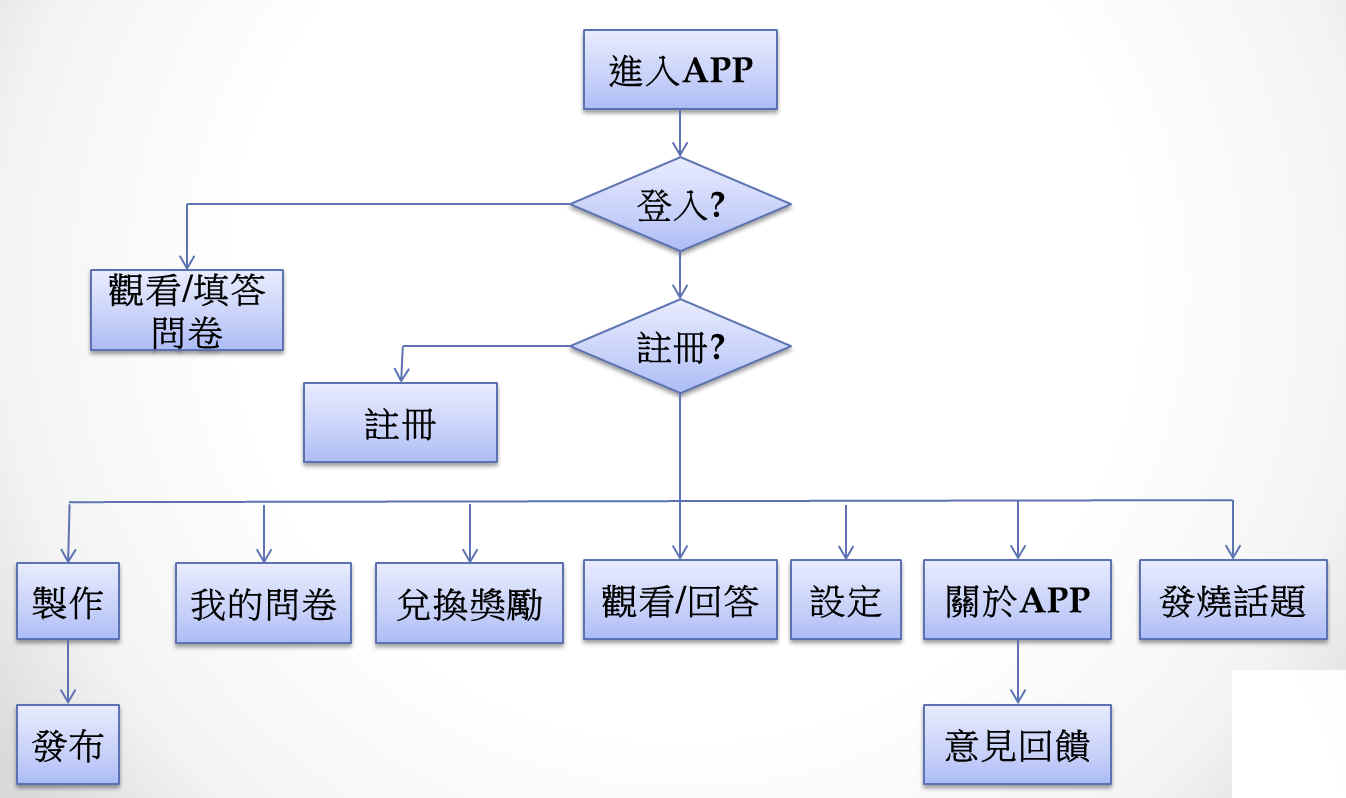 進入APP
登入?
觀看/填答
問卷
註冊?
註冊
製作
我的問卷
兌換獎勵
觀看/回答
設定
關於APP
發燒話題
發布
意見回饋